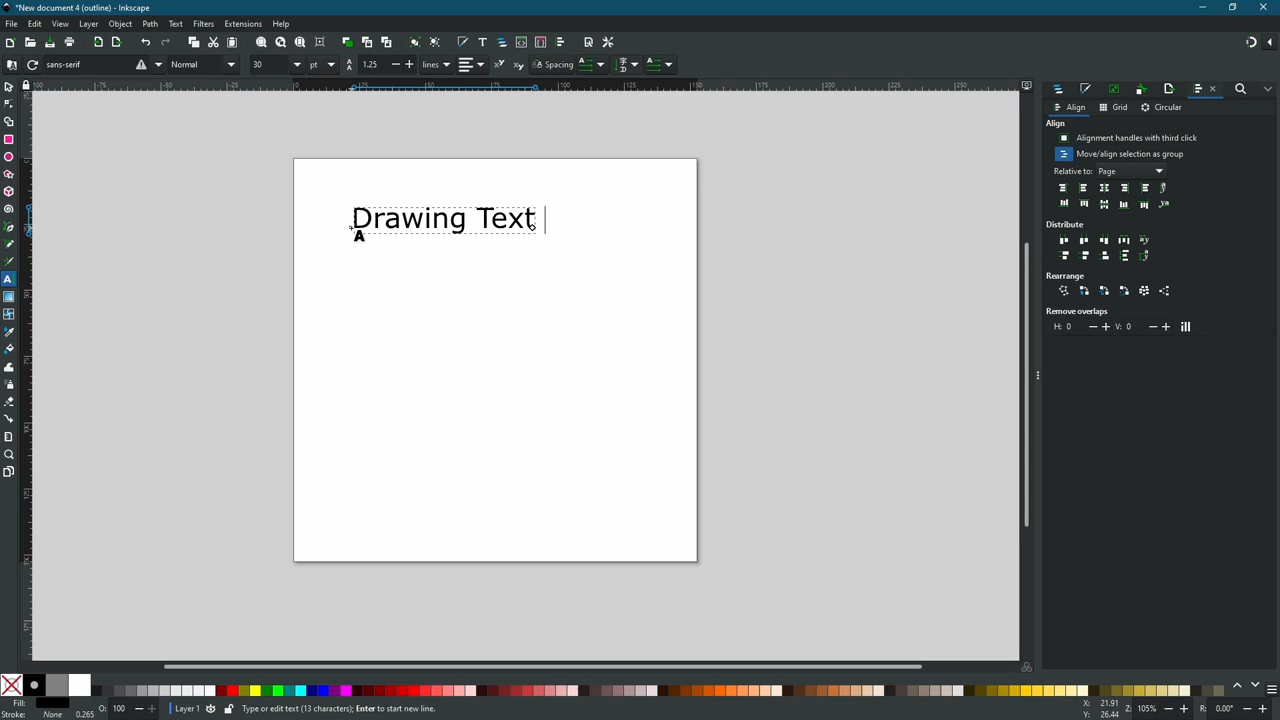 *New document 4 (outline) - Inkscape
File Edit View Layer Object Path Text Filters Extensions Help
sans-serif Normal 30 pt 1.25 lines Spacing
Align Grid Circular
Align
Alignment handles with third click
Move/align selection as group
Relative to: Page
Distribute
Rearrange
Remove overlaps
H: 0 V: 0
Drawing Text
Fill:
Stroke: None 0.265 O: 100 Layer 1 Type or edit text (13 characters); Enter to start new line. X: 21.91 Y: 26.44 Z: 105% R: 0.00°